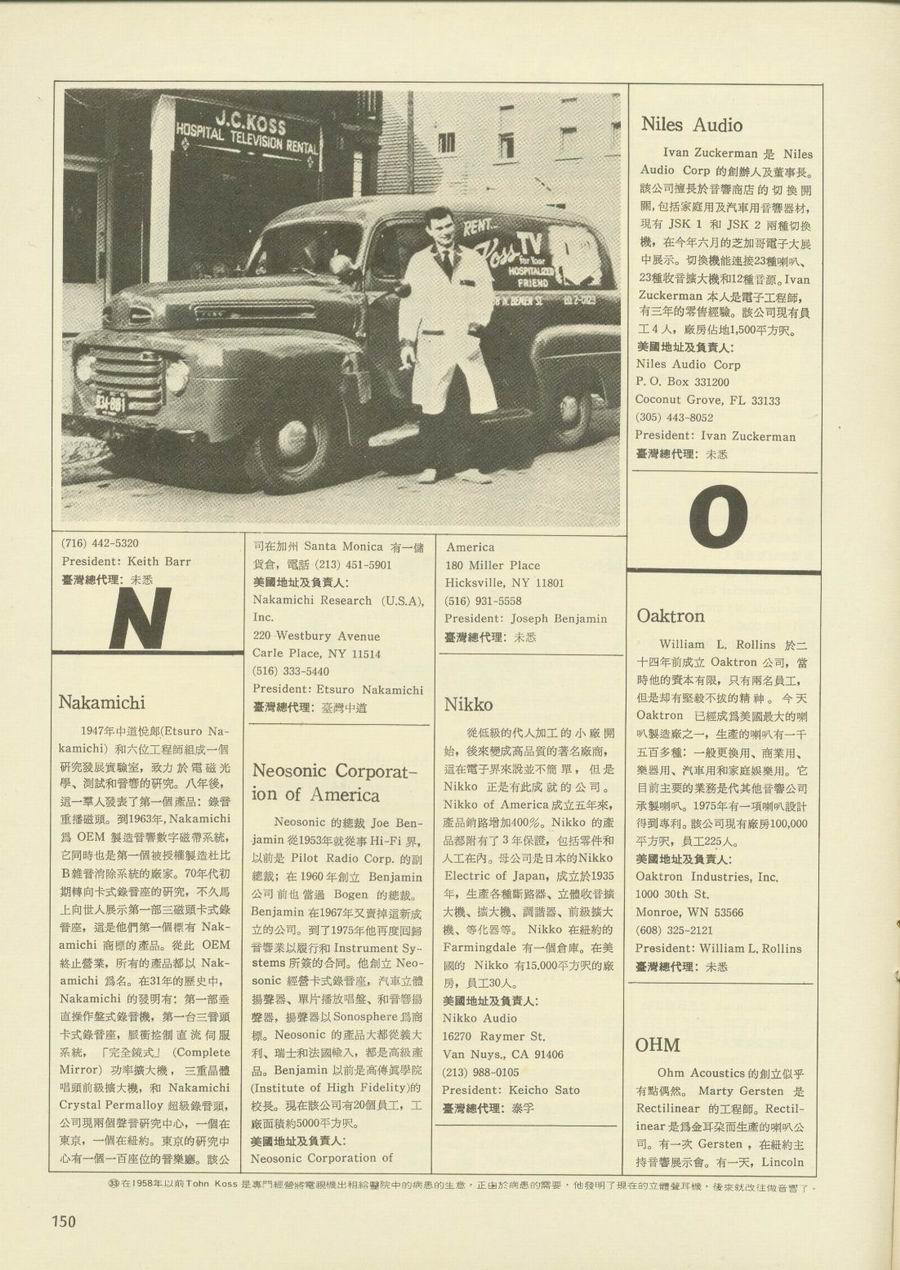 J.C.KOSS
HOSPITAL TELEVISION RENTAL
RENT...
Koss TV
for Your
HOSPITALIZED
FRIEND
(716) 442-5320
President: Keith Barr
臺灣總代理：未悉
N
Nakamichi
1947年中道悅郎(Etsuro Na-
kamichi) 和六位工程師組成一個
研究發展實驗室，致力於電磁光
學、測試和音響的研究。八年後，
這一羣人發表了第一個產品：錄音
重播磁頭。到1963年, Nakamichi
爲 OEM 製造音響數字磁帶系統，
它同時也是第一個被授權製造杜比
B雜音消除系統的廠家。70年代初
期轉向卡式錄音座的研究，不久馬
上向世人展示第一部三磁頭卡式錄
音座，這是他們第一個標有 Nak-
amichi 商標的產品。從此 OEM
終止營業，所有的產品都以 Nak-
amichi 爲名。在31年的歷史中，
Nakamichi 的發明有：第一部垂
直操作盤式錄音機，第一台三音頭
卡式錄音座，脈衝控制直流伺服
系統，「完全鏡式」(Complete
Mirror) 功率擴大機，三重晶體
唱頭前級擴大機，和 Nakamichi
Crystal Permalloy 超級錄音頭，
公司現兩個聲音研究中心，一個在
東京，一個在紐約。東京的研究中
心有一個一百座位的音樂廳。該公
司在加州 Santa Monica 有一儲
貨倉，電話 (213) 451-5901
美國地址及負責人：
Nakamichi Research (U.S.A),
Inc.
220 Westbury Avenue
Carle Place, NY 11514
(516) 333-5440
President: Etsuro Nakamichi
臺灣總代理：臺灣中道
Neosonic Corporat-
ion of America
Neosonic 的總裁 Joe Ben-
jamin 從1953年就從事 Hi-Fi 界，
以前是 Pilot Radio Corp. 的副
總裁；在 1960 年創立 Benjamin
公司前也當過 Bogen 的總裁。
Benjamin 在1967年又賣掉這新成
立的公司。到了1975年他再度回歸
音響業以履行和 Instrument Sy-
stems 所簽的合同。他創立 Neo-
sonic 經營卡式錄音座，汽車立體
揚聲器、單片播放唱盤、和音響揚
聲器，揚聲器以 Sonosphere 爲商
標。Neosonic 的產品大都從義大
利、瑞士和法國輸入，都是高級產
品。Benjamin 以前是高傳眞學院
(Institute of High Fidelity)的
校長。現在該公司有20個員工，工
廠面積約5000平方呎。
美國地址及負責人：
Neosonic Corporation of
America
180 Miller Place
Hicksville, NY 11801
(516) 931-5558
President: Joseph Benjamin
臺灣總代理：未悉
Nikko
從低級的代人加工的小廠開
始，後來變成高品質的著名廠商，
這在電子界來說並不簡單，但是
Nikko 正是有此成就的公司。
Nikko of America 成立五年來，
產品銷路增加400%。Nikko 的產
品都附有了 3 年保證，包括零件和
人工在內。母公司是日本的Nikko
Electric of Japan，成立於1935
年，生產各種斷路器、立體收音擴
大機、擴大機、調諧器、前級擴大
機、等化器等。 Nikko 在紐約的
Farmingdale 有一個倉庫。在美
國的 Nikko 有15,000平方呎的廠
房，員工30人。
美國地址及負責人：
Nikko Audio
16270 Raymer St.
Van Nuys., CA 91406
(213) 988-0105
President: Keicho Sato
臺灣總代理：泰孚
Niles Audio
Ivan Zuckerman 是 Niles
Audio Corp 的創辦人及董事長。
該公司擅長於音響商店的切換開
關，包括家庭用及汽車用音響器材，
現有 JSK 1 和 JSK 2 兩種切換
機，在今年六月的芝加哥電子大展
中展示。切換機能連接23種喇叭、
23種收音擴大機和12種音源。Ivan
Zuckerman 本人是電子工程師，
有三年的零售經驗。該公司現有員
工 4 人，廠房佔地1,500平方呎。
美國地址及負責人：
Niles Audio Corp
P. O. Box 331200
Coconut Grove, FL 33133
(305) 443-8052
President: Ivan Zuckerman
臺灣總代理：未悉
O
Oaktron
William L. Rollins 於二
十四年前成立 Oaktron 公司，當
時他的資本有限，只有兩名員工，
但是却有堅毅不拔的精神。今天
Oaktron 已經成爲美國最大的喇
叭製造廠之一，生產的喇叭有一千
五百多種：一般更換用、商業用、
樂器用、汽車用和家庭娛樂用。它
目前主要的業務是代其他音響公司
承製喇叭。1975年有一項喇叭設計
得到專利。該公司現有廠房100,000
平方呎，員工225人。
美國地址及負責人：
Oaktron Industries, Inc.
1000 30th St.
Monroe, WN 53566
(608) 325-2121
President: William L. Rollins
臺灣總代理：未悉
OHM
Ohm Acoustics 的創立似乎
有點偶然。 Marty Gersten 是
Rectilinear 的工程師。Rectil-
inear 是爲金耳朶而生產的喇叭公
司。有一次 Gersten ，在紐約主
持音響展示會。有一天，Lincoln
㉝在1958年以前Tohn Koss 是專門經營將電視機出租給醫院中的病患的生意，正由於病患的需要，他發明了現在的立體聲耳機，後來就改往做音響了。
150